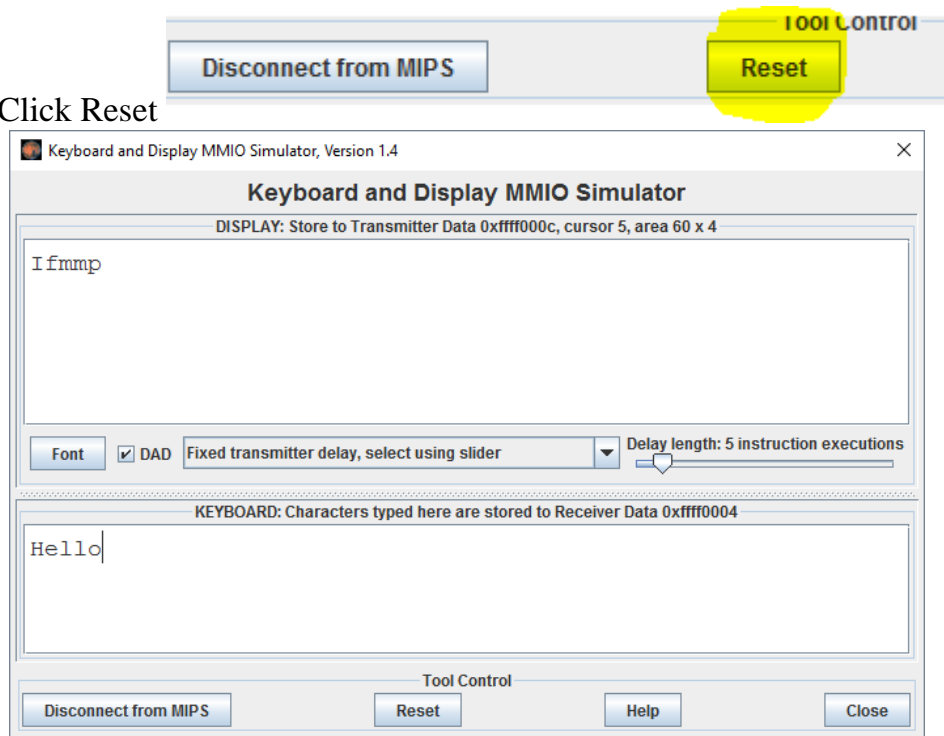 Tool Control
Disconnect from MIPS Reset
Click Reset
Keyboard and Display MMIO Simulator, Version 1.4
Keyboard and Display MMIO Simulator
DISPLAY: Store to Transmitter Data 0xffff000c, cursor 5, area 60 x 4
Ifmmp
Font DAD Fixed transmitter delay, select using slider Delay length: 5 instruction executions
KEYBOARD: Characters typed here are stored to Receiver Data 0xffff0004
Hello
Tool Control
Disconnect from MIPS Reset Help Close